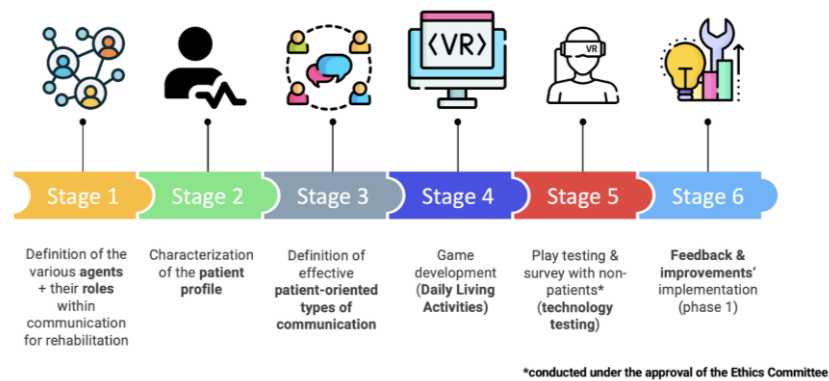 <VR>
VR
Stage 1
Stage 2
Stage 3
Stage 4
Stage 5
Stage 6
Definition of the
various agents
+ their roles
within
communication
for rehabilitation
Characterization
of the patient
profile
Definition of
effective
patient-oriented
types of
communication
Game
development
(Daily Living
Activities)
Play testing &
survey with non-
patients*
(technology
testing)
Feedback &
improvements’
implementation
(phase 1)
*conducted under the approval of the Ethics Committee